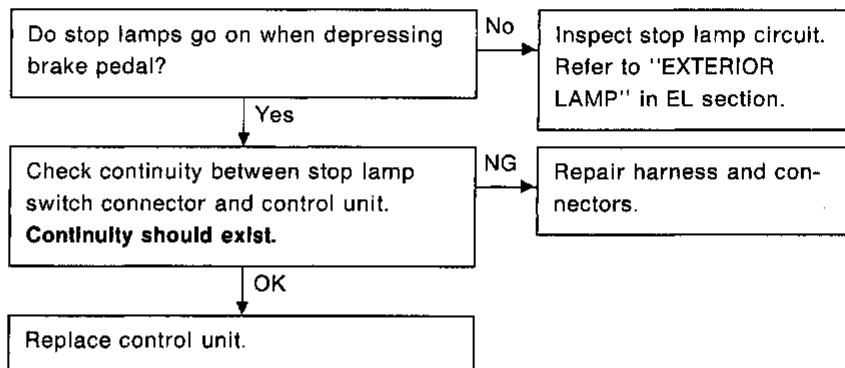 Do stop lamps go on when depressing
brake pedal?
No
Inspect stop lamp circuit.
Refer to "EXTERIOR
LAMP" in EL section.
Yes
Check continuity between stop lamp
switch connector and control unit.
Continuity should exist.
NG
Repair harness and con-
nectors.
OK
Replace control unit.